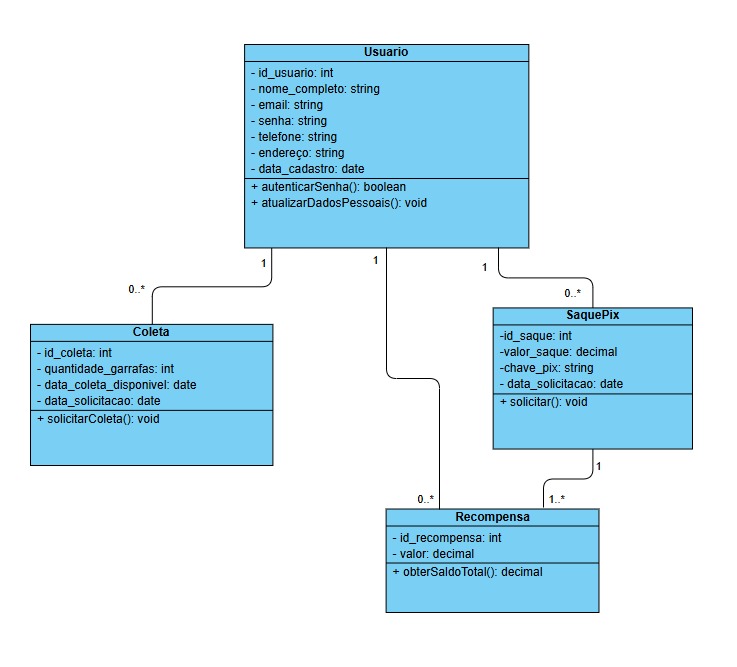 Usuario
- id_usuario: int
- nome_completo: string
- email: string
- senha: string
- telefone: string
- endereço: string
- data_cadastro: date
+ autenticarSenha(): boolean
+ atualizarDadosPessoais(): void
1
1
1
0..*
0..*
Coleta
- id_coleta: int
- quantidade_garrafas: int
- data_coleta_disponivel: date
- data_solicitacao: date
+ solicitarColeta(): void
SaquePix
-id_saque: int
-valor_saque: decimal
-chave_pix: string
- data_solicitacao: date
+ solicitar(): void
1
0..*
1..*
Recompensa
- id_recompensa: int
- valor: decimal
+ obterSaldoTotal(): decimal